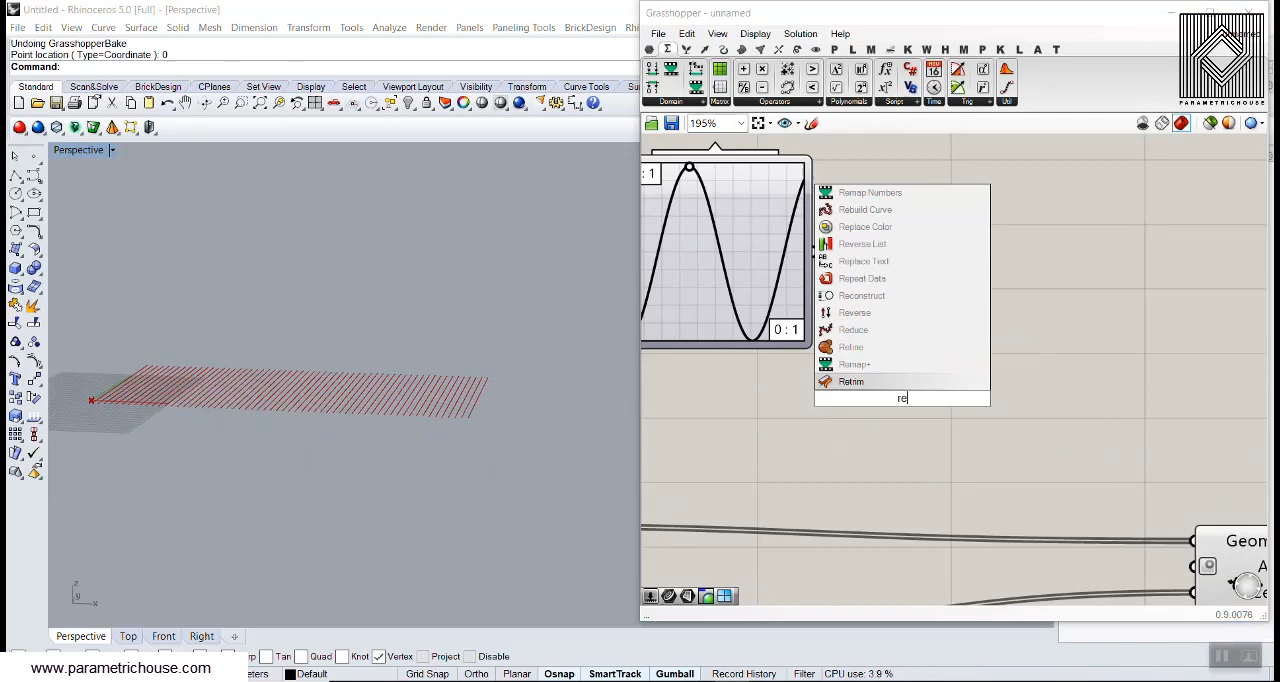 Untitled - Rhinoceros 5.0 [Full] - [Perspective]
File Edit View Curve Surface Solid Mesh Dimension Transform Tools Analyze Render Panels Paneling Tools BrickDesign
Undoing GrasshopperBake
Point location ( Type=Coordinate ): 0
Command:
Standard Scan&Solve BrickDesign CPlanes Set View Display Select Viewport Layout Visibility Transform Curve Tools
Perspective
z
y
x
Perspective Top Front Right
Tan Quad Knot Vertex Project Disable
Default Grid Snap Ortho Planar Osnap SmartTrack Gumball Record History Filter CPU use: 3.9 %
www.parametrichouse.com
Grasshopper - unnamed
File Edit View Display Solution Help
P L M K W H M P K L A T
Domain Matrix Operators Polynomials Script Time Trig Util
PARAMETRICHOUSE
195%
: 1
0 : 1
Remap Numbers
Rebuild Curve
Replace Color
Reverse List
Replace Text
Repeat Data
Reconstruct
Reverse
Reduce
Refine
Remap+
Retrim
re
Geom
A
...
0.9.0076